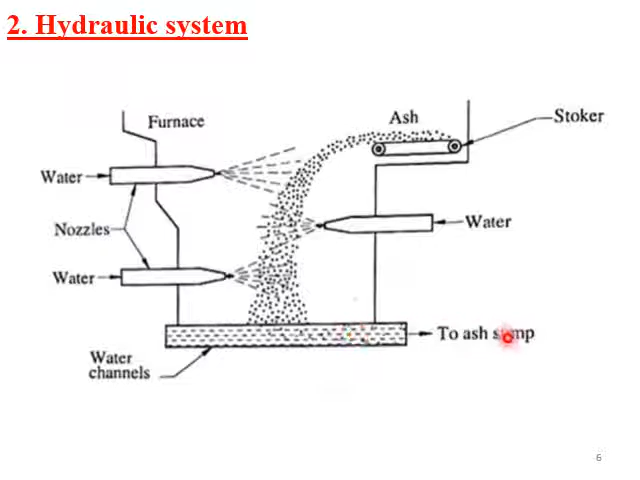 2. Hydraulic system
Furnace
Ash
Stoker
Water
Water
Nozzles
Water
To ash sump
Water
channels
6